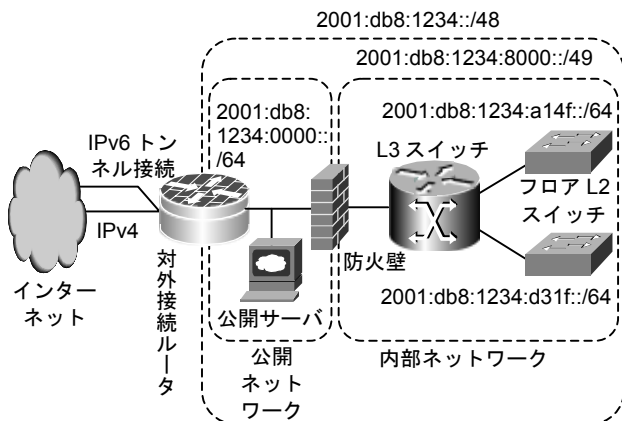 2001:db8:1234::/48
2001:db8:1234:8000::/49
2001:db8:
1234:0000::
/64
2001:db8:1234:a14f::/64
IPv6 トン
ネル接続
IPv4
インター
ネット
対外接続ルータ
公開サーバ
公開
ネット
ワーク
防火壁
L3 スイッチ
フロア L2
スイッチ
2001:db8:1234:d31f::/64
内部ネットワーク